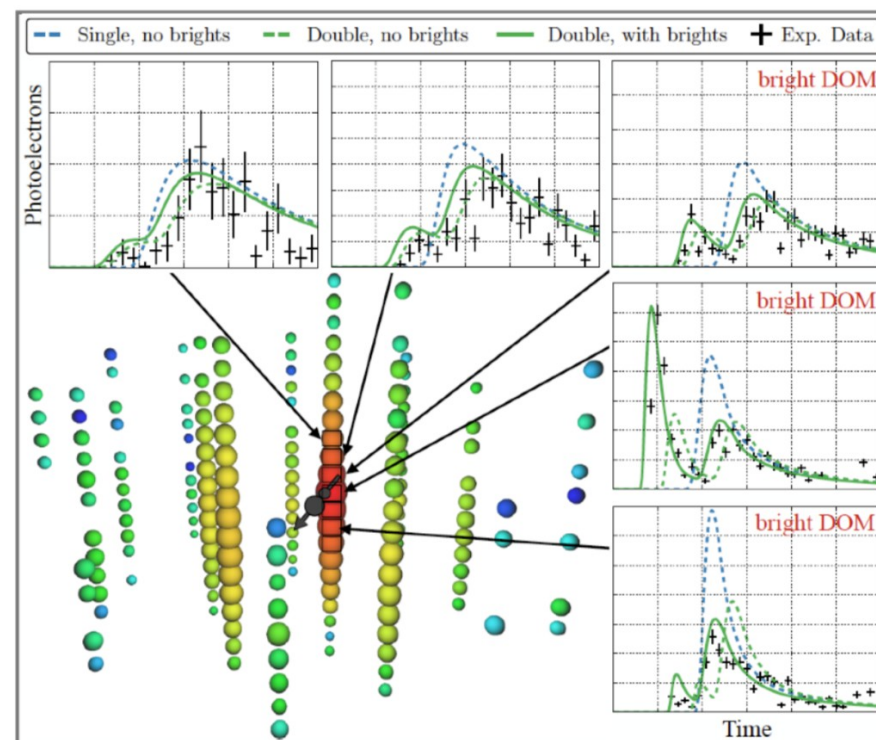 Single, no brights Double, no brights Double, with brights Exp. Data
Photoelectrons
bright DOM
bright DOM
bright DOM
Time